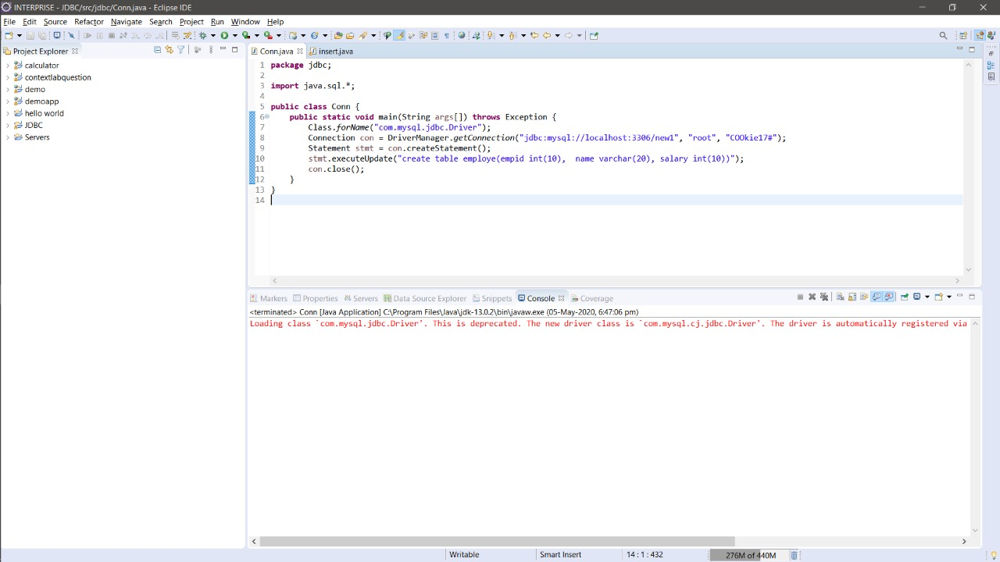 INTERPRISE - JDBC/src/jdbc/Conn.java - Eclipse IDE
File Edit Source Refactor Navigate Search Project Run Window Help
Project Explorer
calculator
contextlabquestion
demo
demoapp
hello world
JDBC
Servers
Conn.java insert.java
1 package jdbc;
2
3 import java.sql.*;
4
5 public class Conn {
6 public static void main(String args[]) throws Exception {
7 Class.forName("com.mysql.jdbc.Driver");
8 Connection con = DriverManager.getConnection("jdbc:mysql://localhost:3306/new1", "root", "COOkie17#");
9 Statement stmt = con.createStatement();
10 stmt.executeUpdate("create table employe(empid int(10),  name varchar(20), salary int(10))");
11 con.close();
12 }
13 }
14
Markers Properties Servers Data Source Explorer Snippets Console Coverage
<terminated> Conn [Java Application] C:\Program Files\Java\jdk-13.0.2\bin\javaw.exe (05-May-2020, 6:47:06 pm)
Loading class `com.mysql.jdbc.Driver'. This is deprecated. The new driver class is `com.mysql.cj.jdbc.Driver'. The driver is automatically registered via
Writable Smart Insert 14 : 1 : 432 276M of 440M